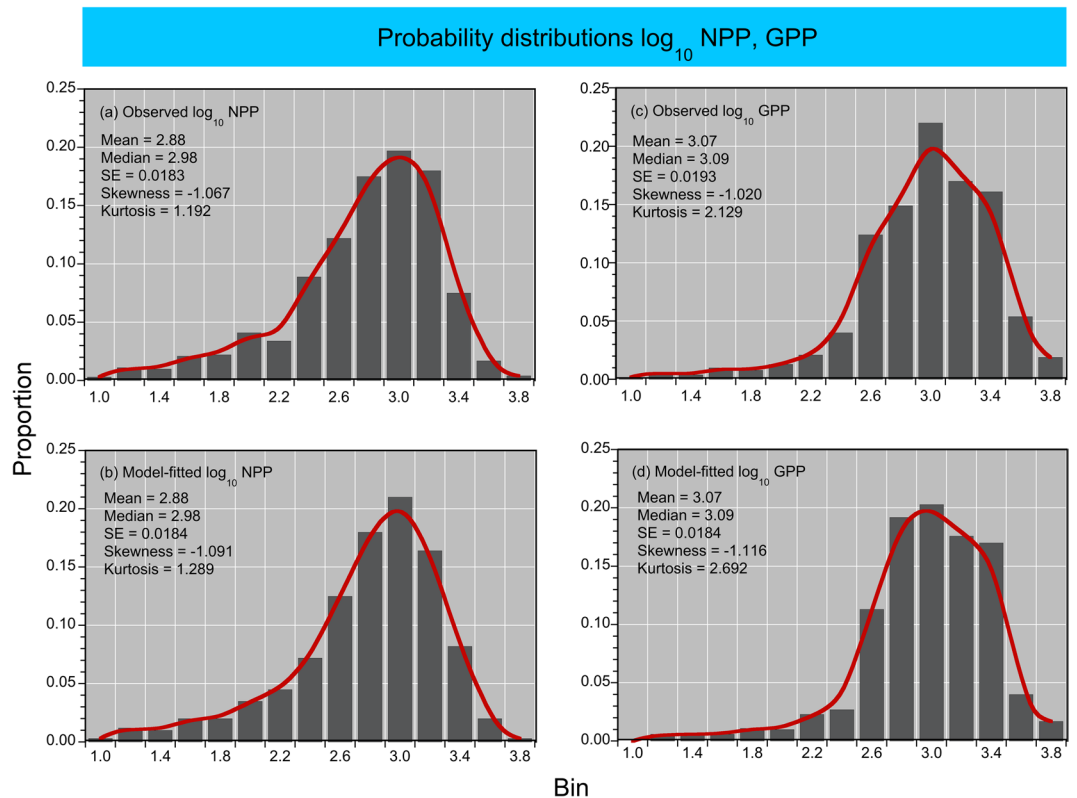 Probability distributions log10 NPP, GPP
Proportion
(a) Observed log10 NPP
Mean = 2.88
Median = 2.98
SE = 0.0183
Skewness = -1.067
Kurtosis = 1.192
0.25
0.20
0.15
0.10
0.05
0.00
1.0 1.4 1.8 2.2 2.6 3.0 3.4 3.8
(c) Observed log10 GPP
Mean = 3.07
Median = 3.09
SE = 0.0193
Skewness = -1.020
Kurtosis = 2.129
0.25
0.20
0.15
0.10
0.05
0.00
1.0 1.4 1.8 2.2 2.6 3.0 3.4 3.8
(b) Model-fitted log10 NPP
Mean = 2.88
Median = 2.98
SE = 0.0184
Skewness = -1.091
Kurtosis = 1.289
0.25
0.20
0.15
0.10
0.05
0.00
1.0 1.4 1.8 2.2 2.6 3.0 3.4 3.8
(d) Model-fitted log10 GPP
Mean = 3.07
Median = 3.09
SE = 0.0184
Skewness = -1.116
Kurtosis = 2.692
0.25
0.20
0.15
0.10
0.05
0.00
1.0 1.4 1.8 2.2 2.6 3.0 3.4 3.8
Bin